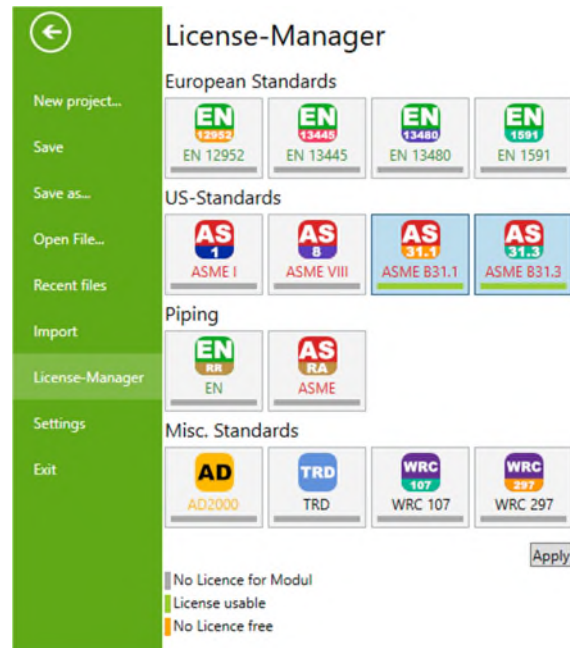 License-Manager
New project...
Save
Save as...
Open File...
Recent files
Import
License-Manager
Settings
Exit
European Standards
EN 12952
EN 12952
EN 13445
EN 13445
EN 13480
EN 13480
EN 1591
EN 1591
US-Standards
AS 1
ASME I
AS 8
ASME VIII
AS 31.1
ASME B31.1
AS 31.3
ASME B31.3
Piping
EN RR
EN
AS RA
ASME
Misc. Standards
AD
AD2000
TRD
TRD
WRC 107
WRC 107
WRC 297
WRC 297
Apply
No Licence for Modul
License usable
No Licence free